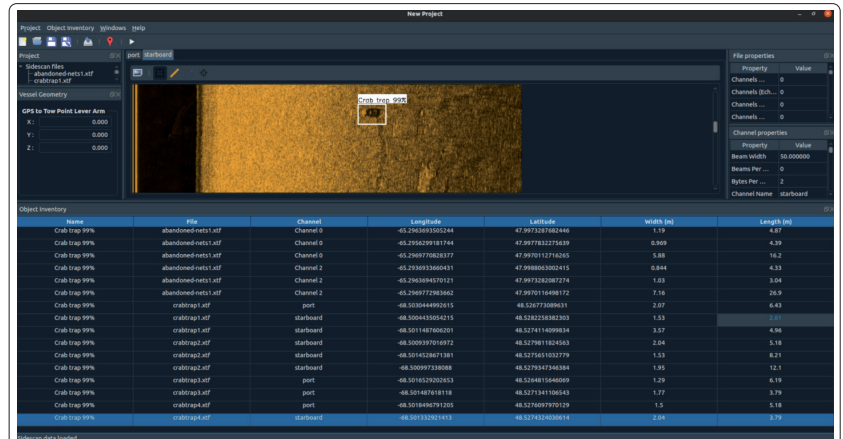 New Project
Project Object Inventory Windows Help
Project
Sidescan files
abandoned-nets1.xtf
crabtrap1.xtf
Vessel Geometry
GPS to Tow Point Lever Arm
X: 0.000
Y: 0.000
Z: 0.000
port starboard
Crab trap 99%
File properties
Property Value
Channels ... 0
Channels (Ech... 0
Channels ... 0
Channels ... 0
Channel properties
Property Value
Beam Width 50.000000
Beams Per ... 0
Bytes Per ... 2
Channel Name starboard
Object Inventory
Name File Channel Longitude Latitude Width (m) Length (m)
Crab trap 99% abandoned-nets1.xtf Channel 0 -65.2963693505244 47.9973287682446 1.19 4.87
Crab trap 99% abandoned-nets1.xtf Channel 0 -65.2956299181744 47.9977832275639 0.969 4.39
Crab trap 99% abandoned-nets1.xtf Channel 0 -65.2969770828377 47.9970112716265 5.88 16.2
Crab trap 99% abandoned-nets1.xtf Channel 2 -65.2936933660431 47.9988063002415 0.844 4.33
Crab trap 99% abandoned-nets1.xtf Channel 2 -65.2963694570121 47.9973282087274 1.03 3.04
Crab trap 99% abandoned-nets1.xtf Channel 2 -65.2969772983662 47.9970116498172 7.16 26.9
Crab trap 99% crabtrap1.xtf port -68.5030444992615 48.526773089631 2.07 6.43
Crab trap 99% crabtrap1.xtf starboard -68.5004435054215 48.5282258382303 1.53 2.61
Crab trap 99% crabtrap1.xtf starboard -68.5011487606201 48.5274114099834 3.57 4.96
Crab trap 99% crabtrap2.xtf starboard -68.5009397016972 48.5279811824563 2.04 5.18
Crab trap 99% crabtrap2.xtf starboard -68.5014528671381 48.5275651032779 1.53 8.21
Crab trap 99% crabtrap2.xtf starboard -68.500997338088 48.5279347346384 1.95 12.1
Crab trap 99% crabtrap3.xtf port -68.5016529202653 48.5264815646069 1.29 6.19
Crab trap 99% crabtrap3.xtf port -68.501487618118 48.5271341106543 1.77 3.79
Crab trap 99% crabtrap4.xtf port -68.5018496791205 48.5276097970129 1.5 5.18
Crab trap 99% crabtrap4.xtf starboard -68.501332921413 48.5274324030614 2.04 3.79
Sidescan data loaded